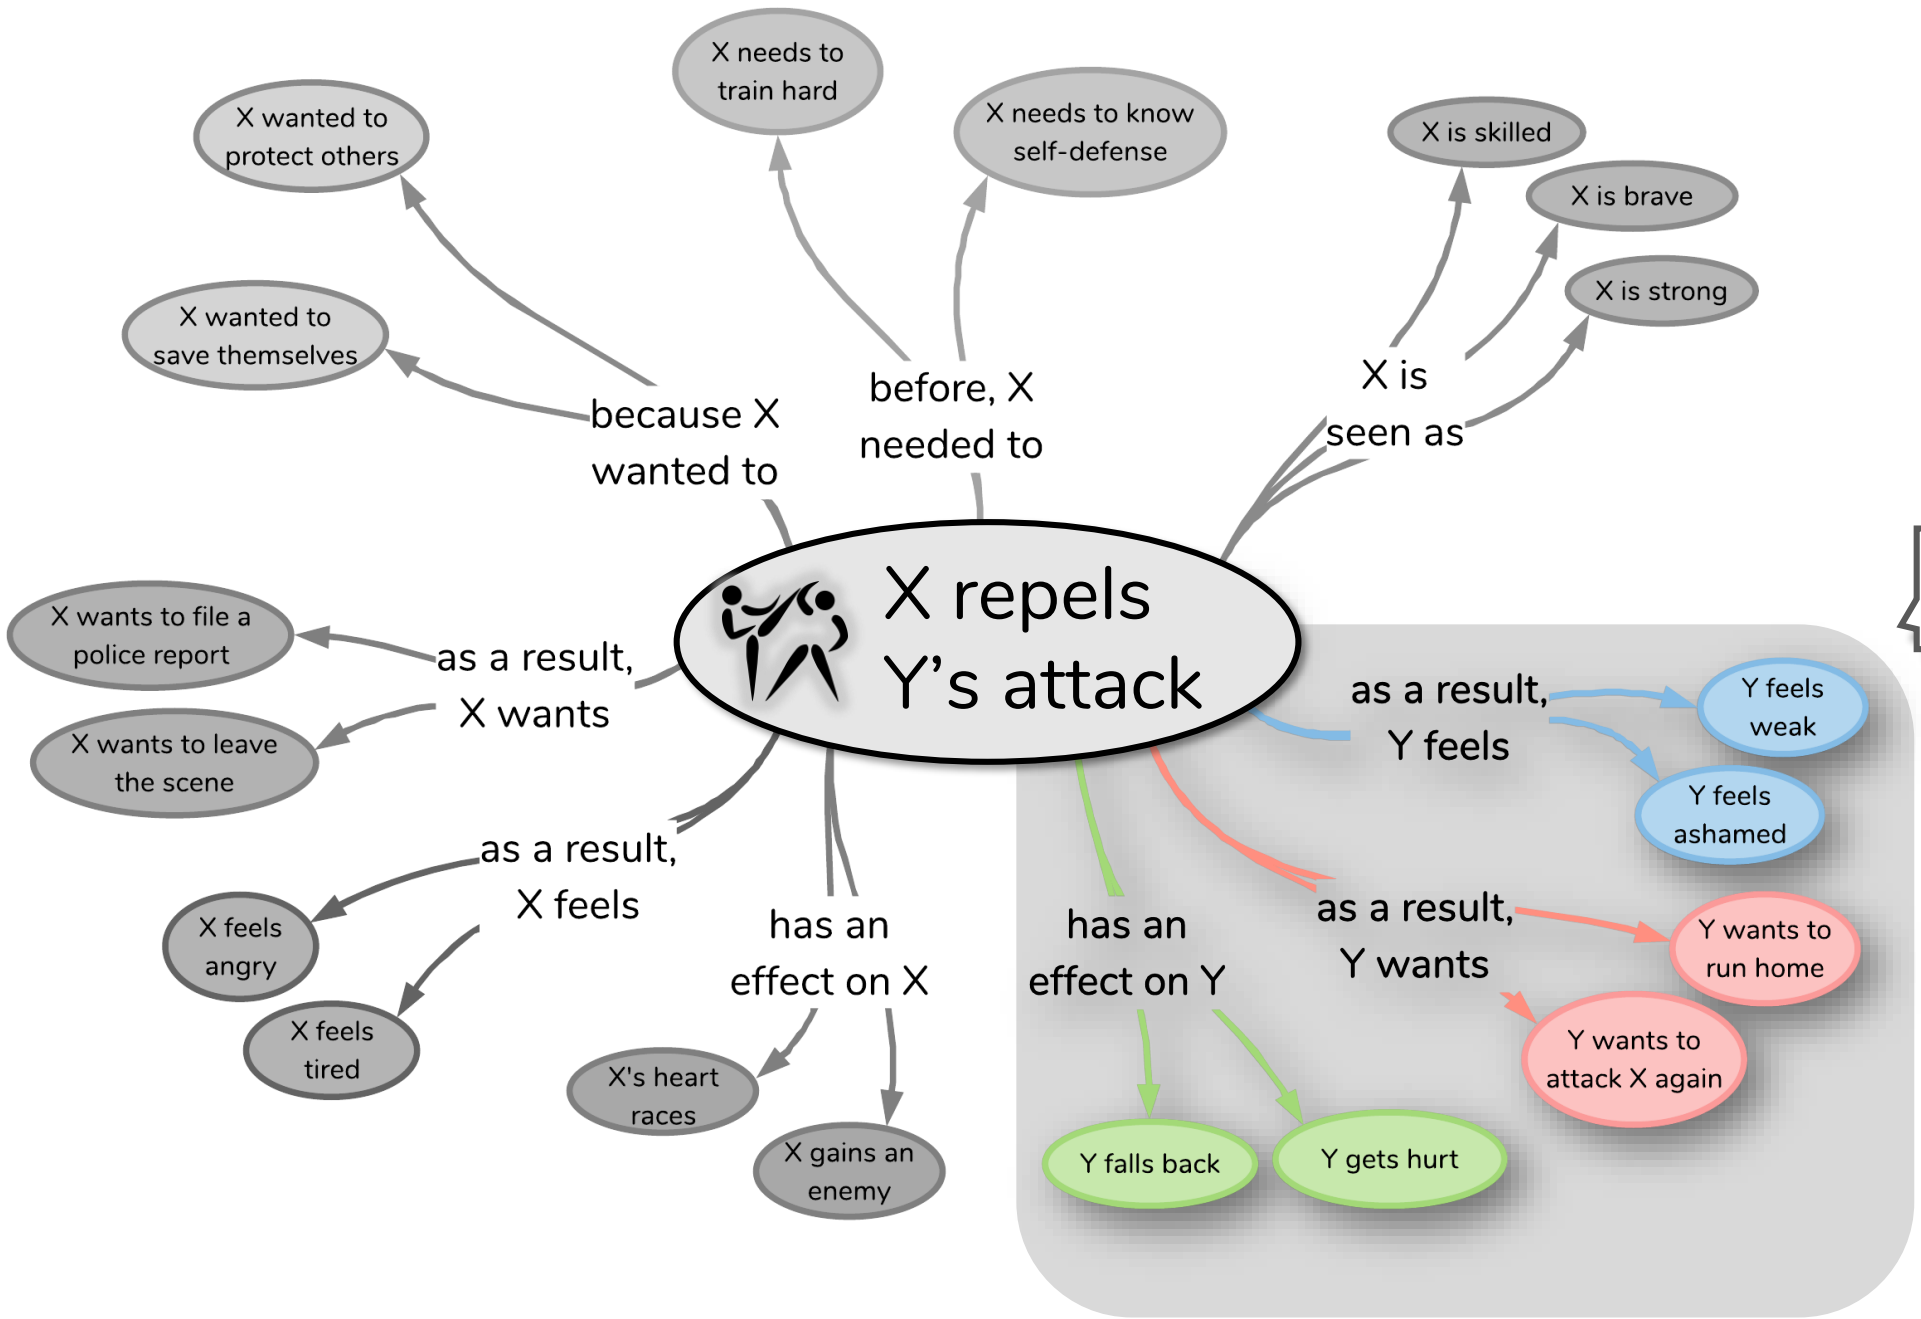 X needs to
train hard
X needs to know
self-defense
X wanted to
protect others
X is skilled
X is brave
X is strong
X wanted to
save themselves
because X
wanted to
before, X
needed to
X is
seen as
X repels
Y's attack
X wants to file a
police report
as a result,
X wants
X wants to leave
the scene
as a result,
X feels
X feels
angry
X feels
tired
has an
effect on X
X's heart
races
X gains an
enemy
as a result,
Y feels
Y feels
weak
Y feels
ashamed
as a result,
Y wants
Y wants to
run home
Y wants to
attack X again
has an
effect on Y
Y falls back
Y gets hurt